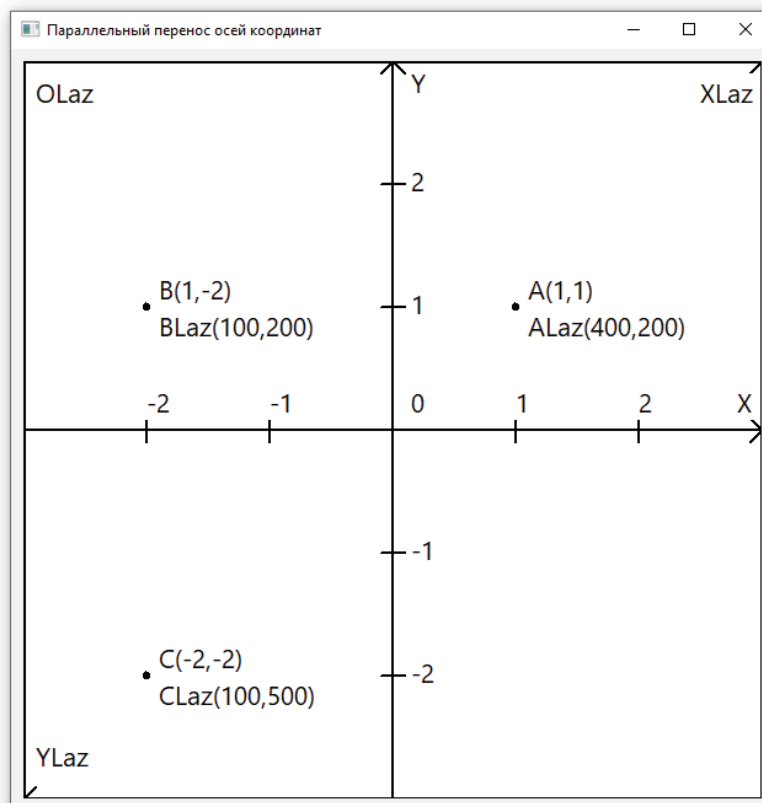 Параллельный перенос осей координат
OLaz
Y
XLaz
2
B(1,-2)
BLaz(100,200)
1
A(1,1)
ALaz(400,200)
-2
-1
0
1
2
X
-1
C(-2,-2)
CLaz(100,500)
-2
YLaz